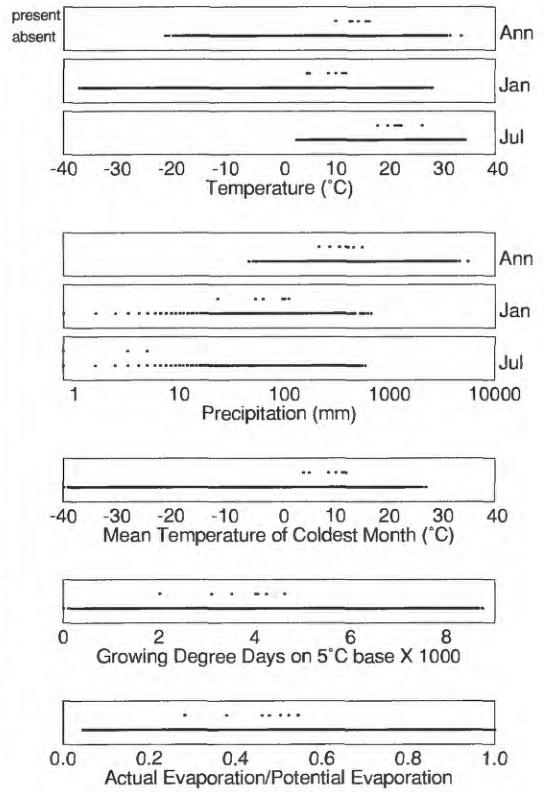 present
absent
Ann
Jan
Jul
-40 -30 -20 -10 0 10 20 30 40
Temperature (˚C)
Ann
Jan
Jul
1 10 100 1000 10000
Precipitation (mm)
-40 -30 -20 -10 0 10 20 30 40
Mean Temperature of Coldest Month (˚C)
0 2 4 6 8
Growing Degree Days on 5˚C base X 1000
0.0 0.2 0.4 0.6 0.8 1.0
Actual Evaporation/Potential Evaporation